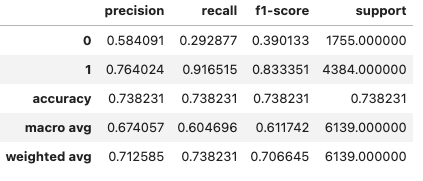 precision recall f1-score support
0 0.584091 0.292877 0.390133 1755.000000
1 0.764024 0.916515 0.833351 4384.000000
accuracy 0.738231 0.738231 0.738231 0.738231
macro avg 0.674057 0.604696 0.611742 6139.000000
weighted avg 0.712585 0.738231 0.706645 6139.000000